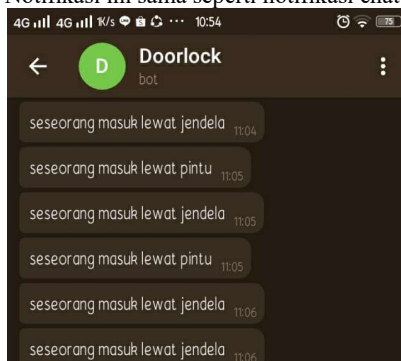 Notifikasi ini sama seperti notifikasi chat
4G 4G 1K/s ... 10:54 75
D Doorlock
bot
seseorang masuk lewat jendela 11:04
seseorang masuk lewat pintu 11:05
seseorang masuk lewat jendela 11:05
seseorang masuk lewat pintu 11:05
seseorang masuk lewat jendela 11:06
seseorang masuk lewat jendela 11:06